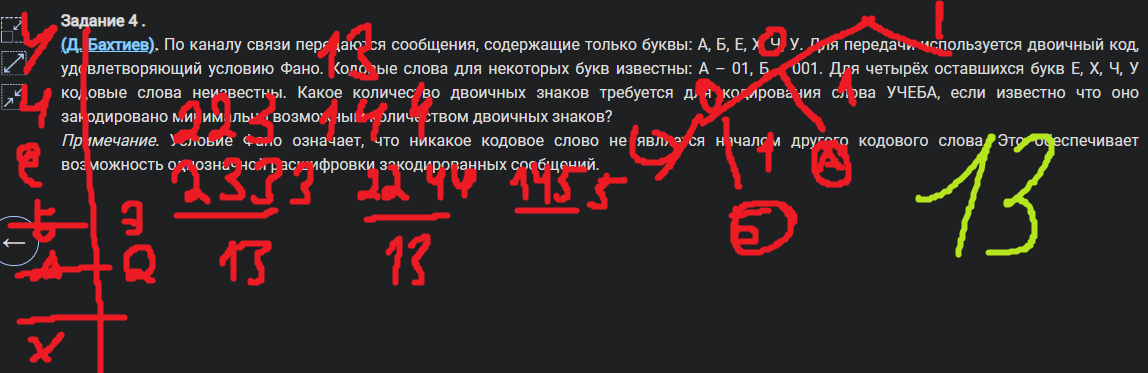 Задание 4 .
(Д. Бахтиев). По каналу связи передаются сообщения, содержащие только буквы: А, Б, Е, Х, Ч, У. Для передачи используется двоичный код,
удовлетворяющий условию Фано. Кодовые слова для некоторых букв известны: А – 01, Б – 001. Для четырёх оставшихся букв Е, Х, Ч, У
кодовые слова неизвестны. Какое количество двоичных знаков требуется для кодирования слова УЧЕБА, если известно что оно
закодировано минимально возможным количеством двоичных знаков?
Примечание. Условие Фано означает, что никакое кодовое слово не является началом другого кодового слова. Это обеспечивает
возможность однозначной расшифровки закодированных сообщений.
0 1
0 1
1
А
Б
У
Ч
е
Б 3
А 2
х
13
223 144
2333 2244 1455
13 13
13